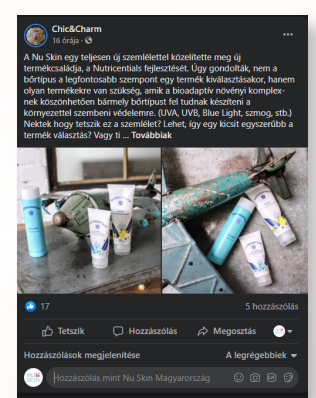 Chic&Charm
16 órája ·
A Nu Skin egy teljesen új szemlélettel közelítette meg új
termékcsaládja, a Nutricentials fejlesztését. Úgy gondolták, nem a
bőrtípus a legfontosabb szempont egy termék kiválasztásakor, hanem
olyan termékekre van szükség, amik a bioadaptív növényi komplex-
nek köszönhetően bármely bőrtípust fel tudnak készíteni a
környezettel szembeni védelemre. (UVA, UVB, Blue Light, szmog, stb.)
Nektek hogy tetszik ez a szemlélet? Lehet, így egy kicsit egyszerűbb a
termék választás? Vagy ti ... Továbbiak
17
5 hozzászólás
Tetszik
Hozzászólás
Megosztás
Hozzászólások megjelenítése
A legrégebbiek
NU
SKIN
Hozzászólás mint Nu Skin Magyarország
GIF